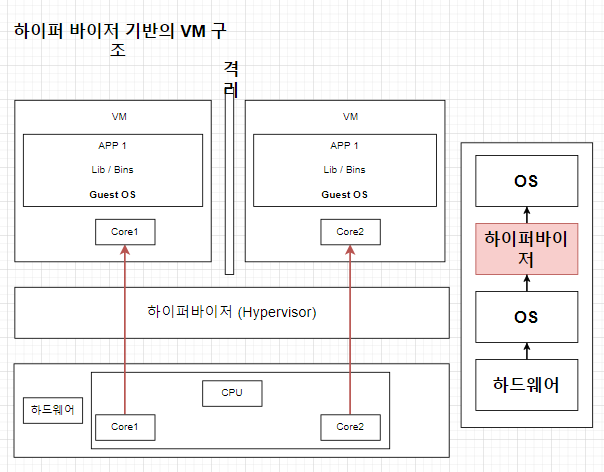 하이퍼 바이저 기반의 VM 구
조
격
리
VM
APP 1
Lib / Bins
Guest OS
Core1
VM
APP 1
Lib / Bins
Guest OS
Core2
하이퍼바이저 (Hypervisor)
하드웨어
CPU
Core1
Core2
OS
하이퍼바이
저
OS
하드웨어